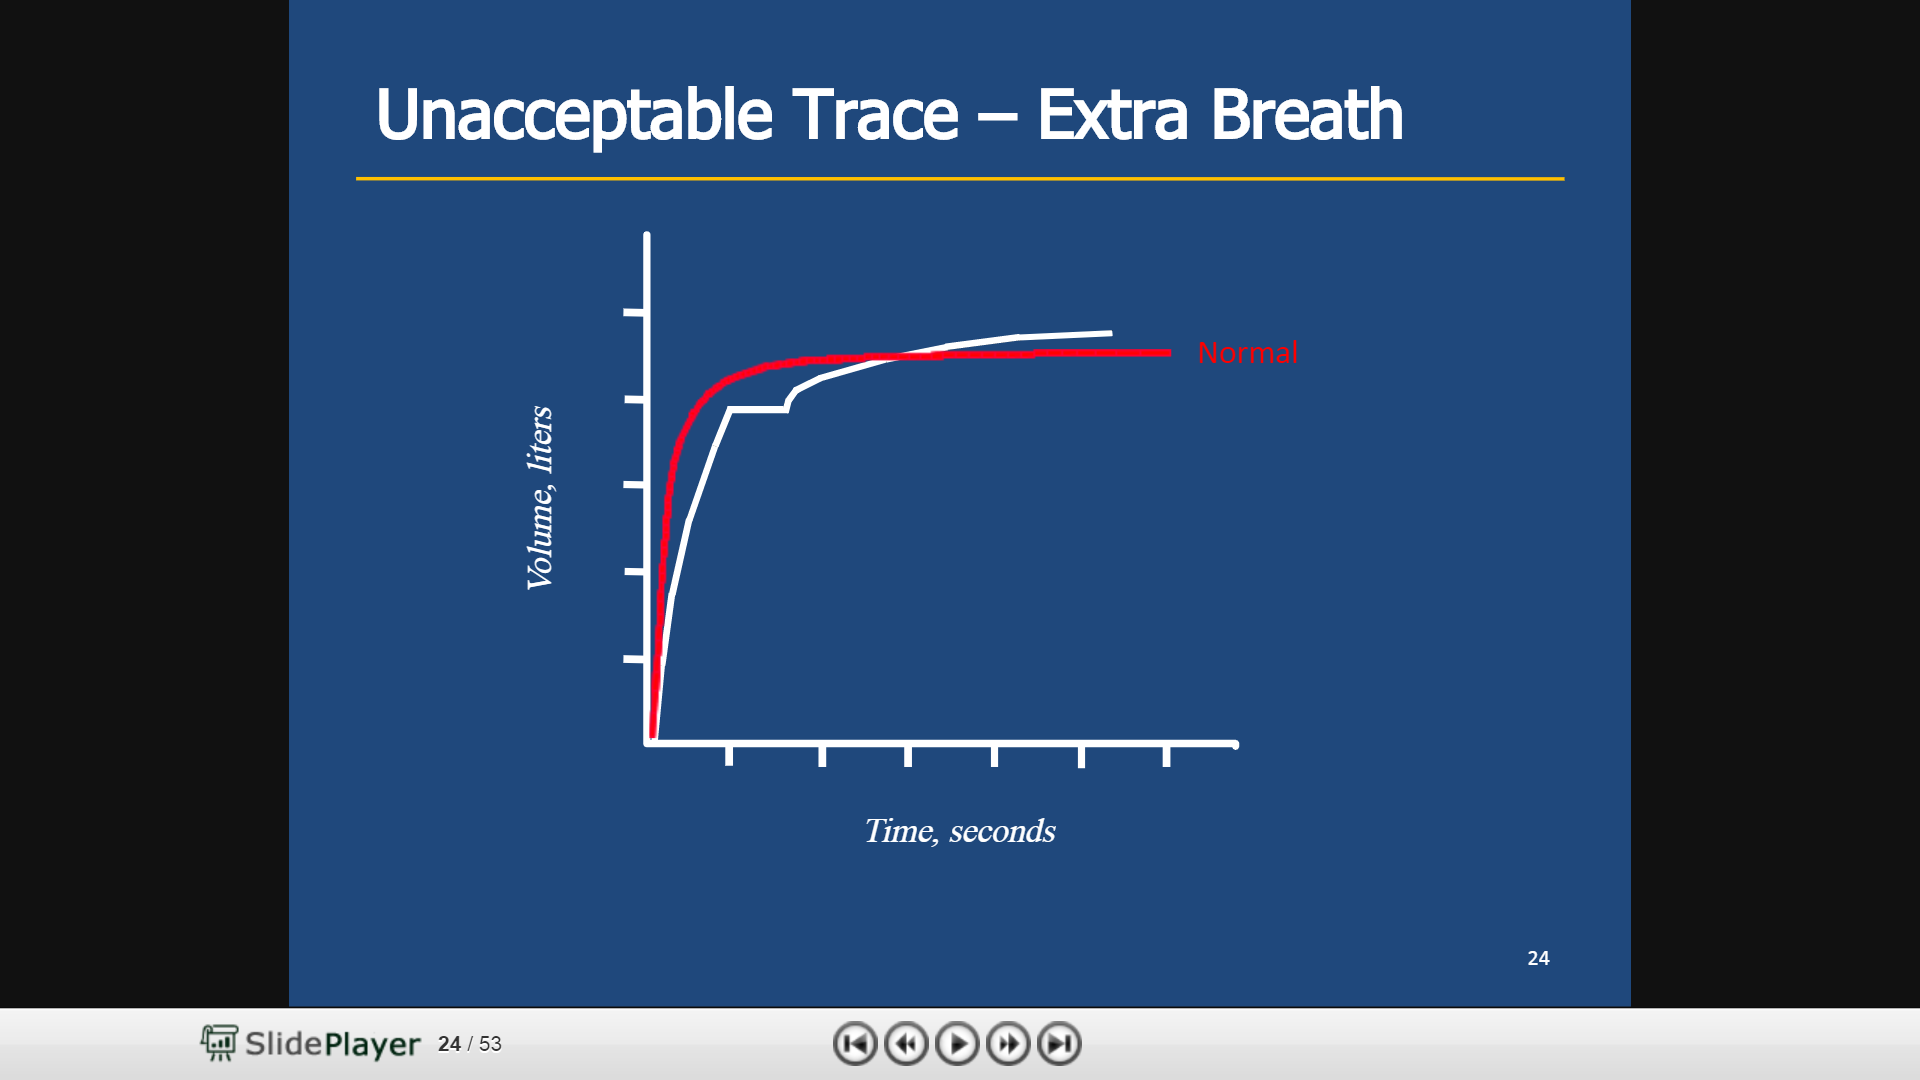 Unacceptable Trace – Extra Breath
Normal
Volume, liters
Time, seconds
24
SlidePlayer 24 / 53